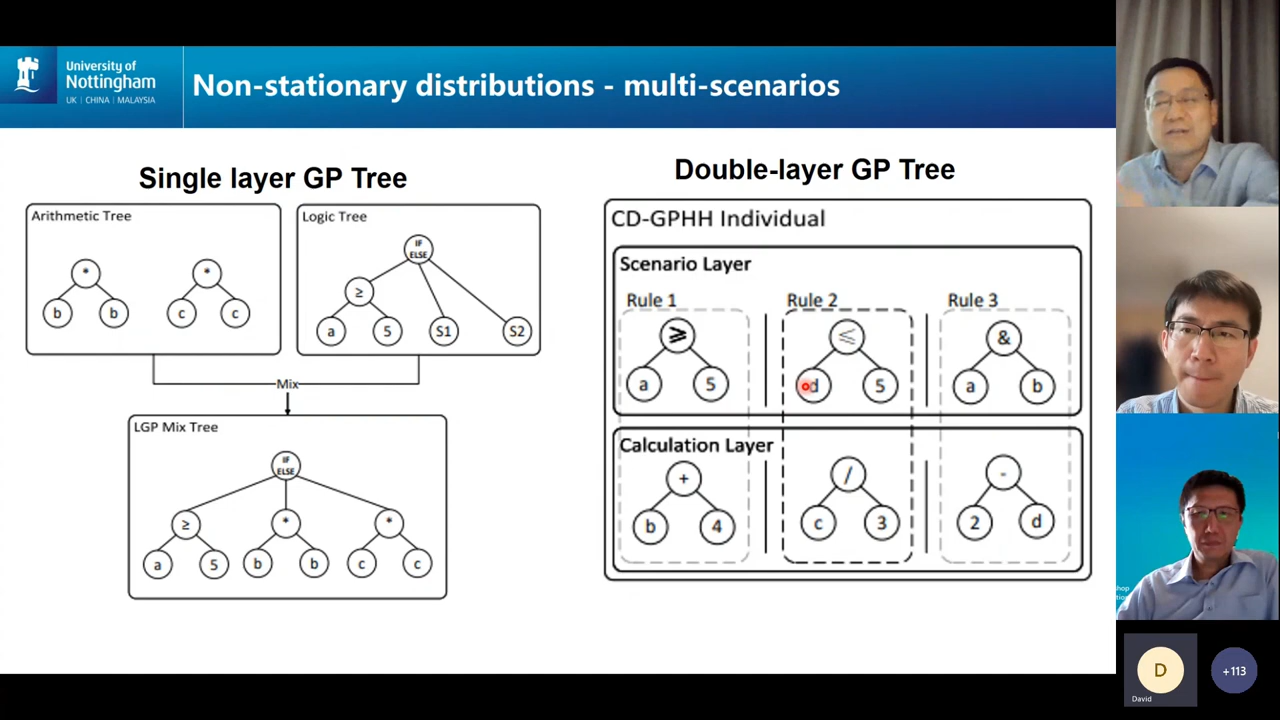 University of
Nottingham
UK | CHINA | MALAYSIA
Non-stationary distributions - multi-scenarios
Single layer GP Tree
Arithmetic Tree
*
b
b
*
c
c
Logic Tree
IF
ELSE
≥
a
5
S1
S2
Mix
LGP Mix Tree
IF
ELSE
≥
*
*
a
5
b
b
c
c
Double-layer GP Tree
CD-GPHH Individual
Scenario Layer
Rule 1
Rule 2
Rule 3
≥
≤
&
a
5
d
5
a
b
Calculation Layer
+
/
-
b
4
c
3
2
d
D
David
+113